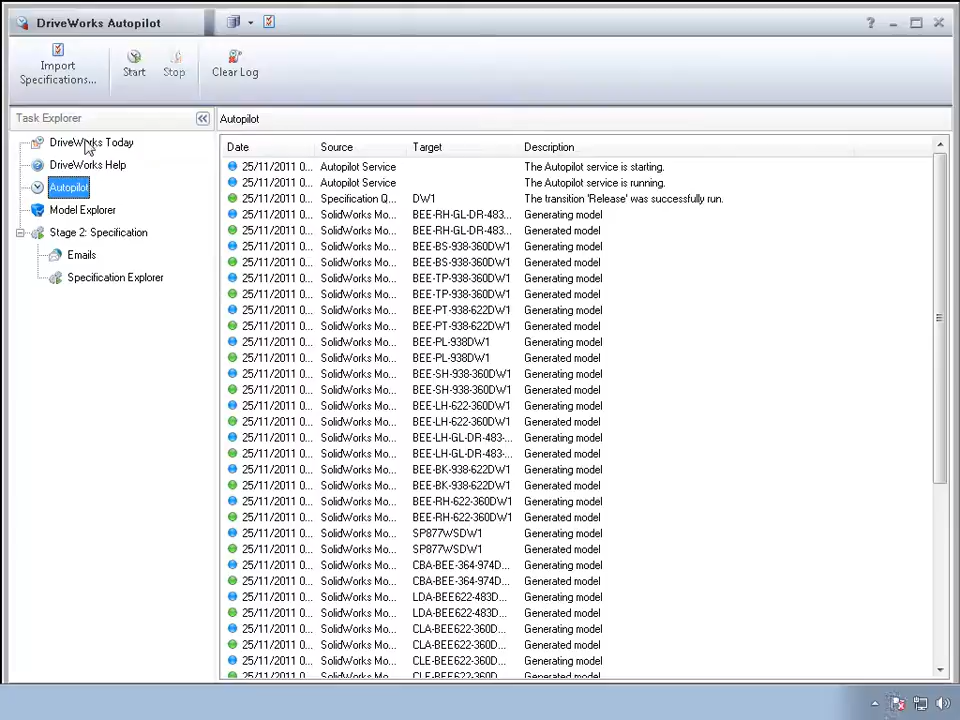 DriveWorks Autopilot
Import Specifications...
Start
Stop
Clear Log
Task Explorer
Autopilot
DriveWorks Today
DriveWorks Help
Autopilot
Model Explorer
Stage 2: Specification
Emails
Specification Explorer
Date Source Target Description
25/11/2011 0... Autopilot Service The Autopilot service is starting.
25/11/2011 0... Autopilot Service The Autopilot service is running.
25/11/2011 0... Specification Q... DW1 The transition 'Release' was successfully run.
25/11/2011 0... SolidWorks Mo... BEE-RH-GL-DR-483... Generating model
25/11/2011 0... SolidWorks Mo... BEE-RH-GL-DR-483... Generated model
25/11/2011 0... SolidWorks Mo... BEE-BS-938-360DW1 Generating model
25/11/2011 0... SolidWorks Mo... BEE-BS-938-360DW1 Generated model
25/11/2011 0... SolidWorks Mo... BEE-TP-938-360DW1 Generating model
25/11/2011 0... SolidWorks Mo... BEE-TP-938-360DW1 Generated model
25/11/2011 0... SolidWorks Mo... BEE-PT-938-622DW1 Generating model
25/11/2011 0... SolidWorks Mo... BEE-PT-938-622DW1 Generated model
25/11/2011 0... SolidWorks Mo... BEE-PL-938DW1 Generating model
25/11/2011 0... SolidWorks Mo... BEE-PL-938DW1 Generated model
25/11/2011 0... SolidWorks Mo... BEE-SH-938-360DW1 Generating model
25/11/2011 0... SolidWorks Mo... BEE-SH-938-360DW1 Generated model
25/11/2011 0... SolidWorks Mo... BEE-LH-622-360DW1 Generating model
25/11/2011 0... SolidWorks Mo... BEE-LH-622-360DW1 Generated model
25/11/2011 0... SolidWorks Mo... BEE-LH-GL-DR-483-... Generating model
25/11/2011 0... SolidWorks Mo... BEE-LH-GL-DR-483-... Generated model
25/11/2011 0... SolidWorks Mo... BEE-BK-938-622DW1 Generating model
25/11/2011 0... SolidWorks Mo... BEE-BK-938-622DW1 Generated model
25/11/2011 0... SolidWorks Mo... BEE-RH-622-360DW1 Generating model
25/11/2011 0... SolidWorks Mo... BEE-RH-622-360DW1 Generated model
25/11/2011 0... SolidWorks Mo... SP877WSDW1 Generating model
25/11/2011 0... SolidWorks Mo... SP877WSDW1 Generated model
25/11/2011 0... SolidWorks Mo... CBA-BEE-364-974D... Generating model
25/11/2011 0... SolidWorks Mo... CBA-BEE-364-974D... Generated model
25/11/2011 0... SolidWorks Mo... LDA-BEE622-483D... Generating model
25/11/2011 0... SolidWorks Mo... LDA-BEE622-483D... Generated model
25/11/2011 0... SolidWorks Mo... CLA-BEE622-360D... Generating model
25/11/2011 0... SolidWorks Mo... CLA-BEE622-360D... Generated model
25/11/2011 0... SolidWorks Mo... CLE-BEE622-360D... Generating model
25/11/2011 0... SolidWorks Mo... CLE-BEE622-360D... Generated model